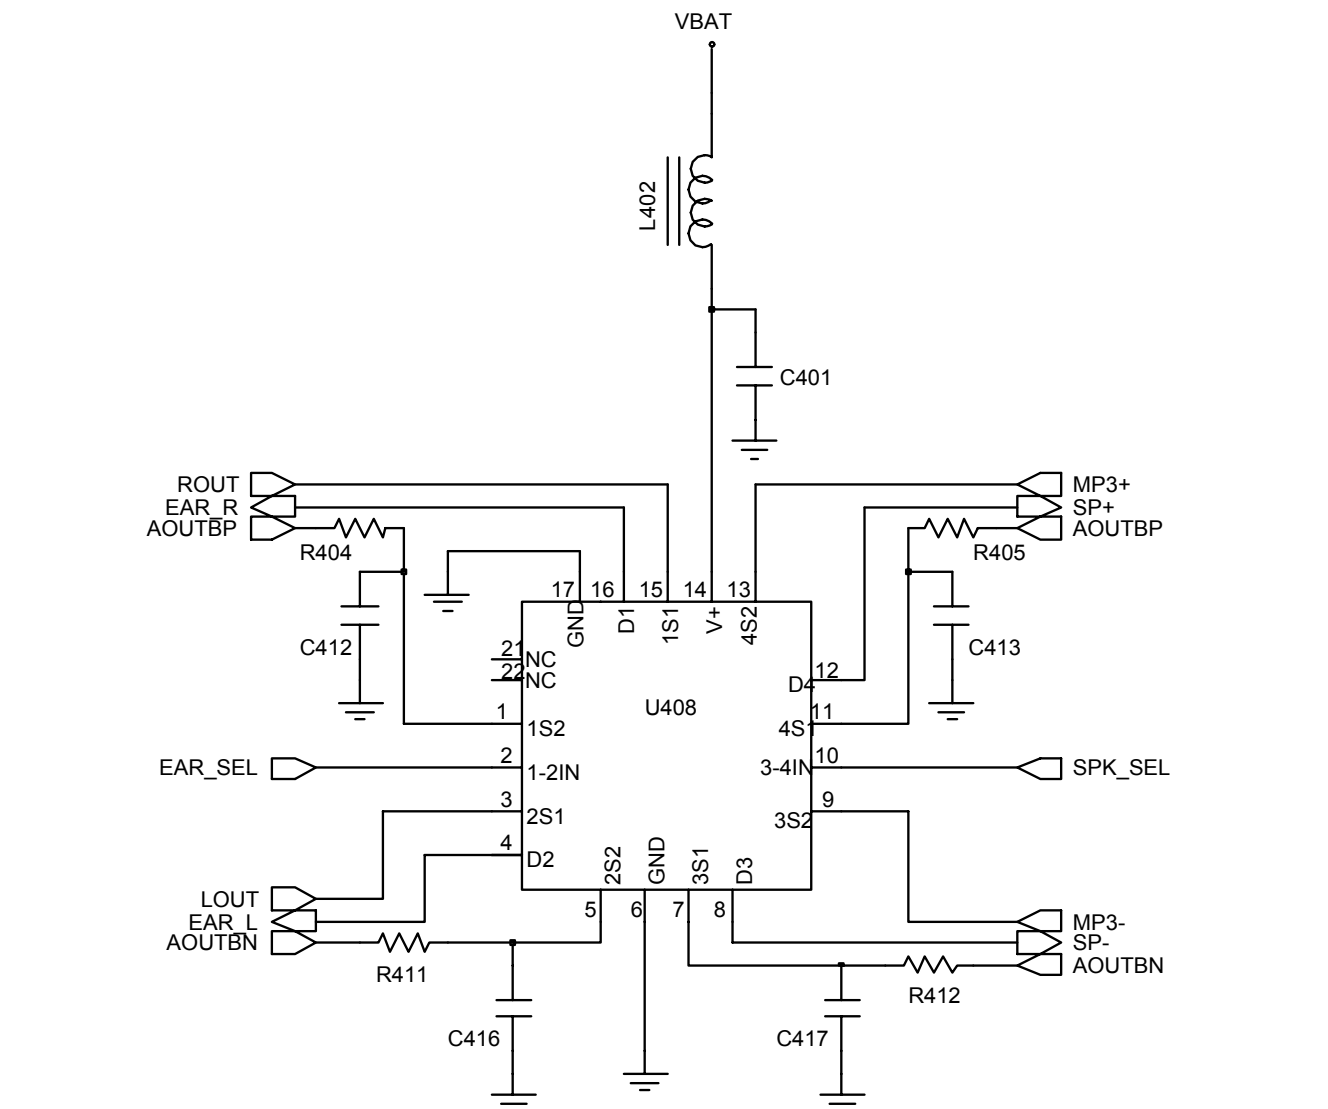 VBAT
L402
C401
ROUT
EAR_R
AOUTBP
R404
MP3+
SP+
AOUTBP
R405
C412
C413
17 16 15 14 13
GND D1 1S1 V+ 4S2
21 NC
22 NC
U408
12 D4
11 4S1
1 1S2
EAR_SEL 2 1-2IN
3-4IN 10 SPK_SEL
3 2S1
3S2 9
4 D2
2S2 GND 3S1 D3
5 6 7 8
LOUT
EAR_L
AOUTBN
R411
MP3-
SP-
AOUTBN
R412
C416
C417